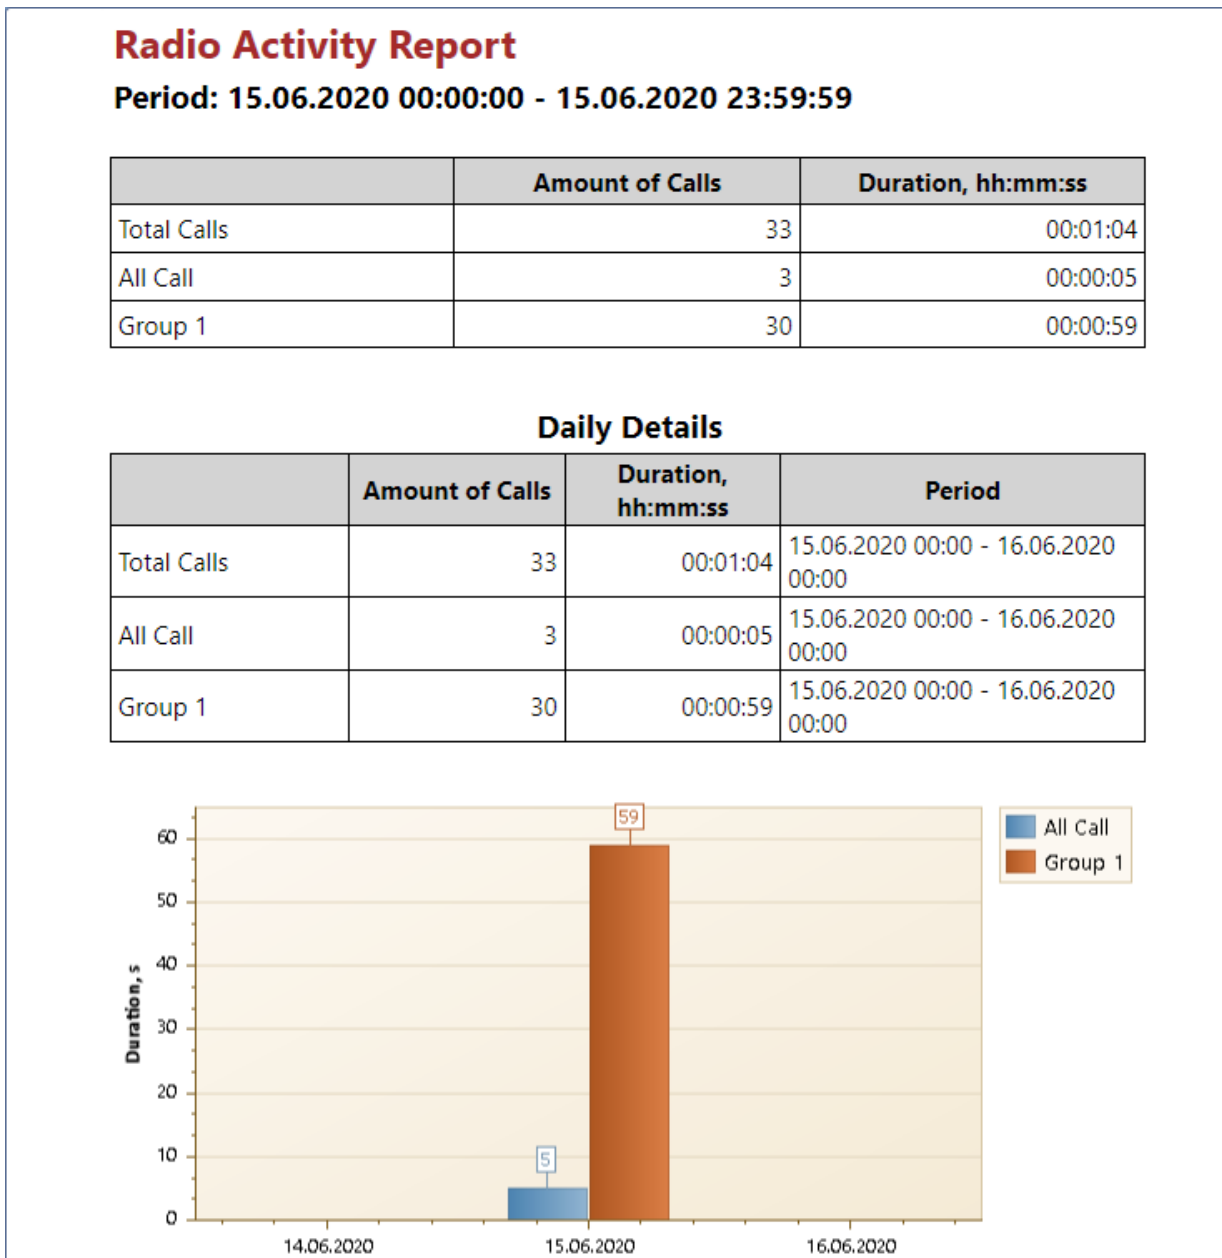 Radio Activity Report
Period: 15.06.2020 00:00:00 - 15.06.2020 23:59:59
Amount of Calls Duration, hh:mm:ss
Total Calls 33 00:01:04
All Call 3 00:00:05
Group 1 30 00:00:59
Daily Details
Amount of Calls Duration, hh:mm:ss Period
Total Calls 33 00:01:04 15.06.2020 00:00 - 16.06.2020 00:00
All Call 3 00:00:05 15.06.2020 00:00 - 16.06.2020 00:00
Group 1 30 00:00:59 15.06.2020 00:00 - 16.06.2020 00:00
Duration, s
60
50
40
30
20
10
0
5
59
14.06.2020 15.06.2020 16.06.2020
All Call
Group 1